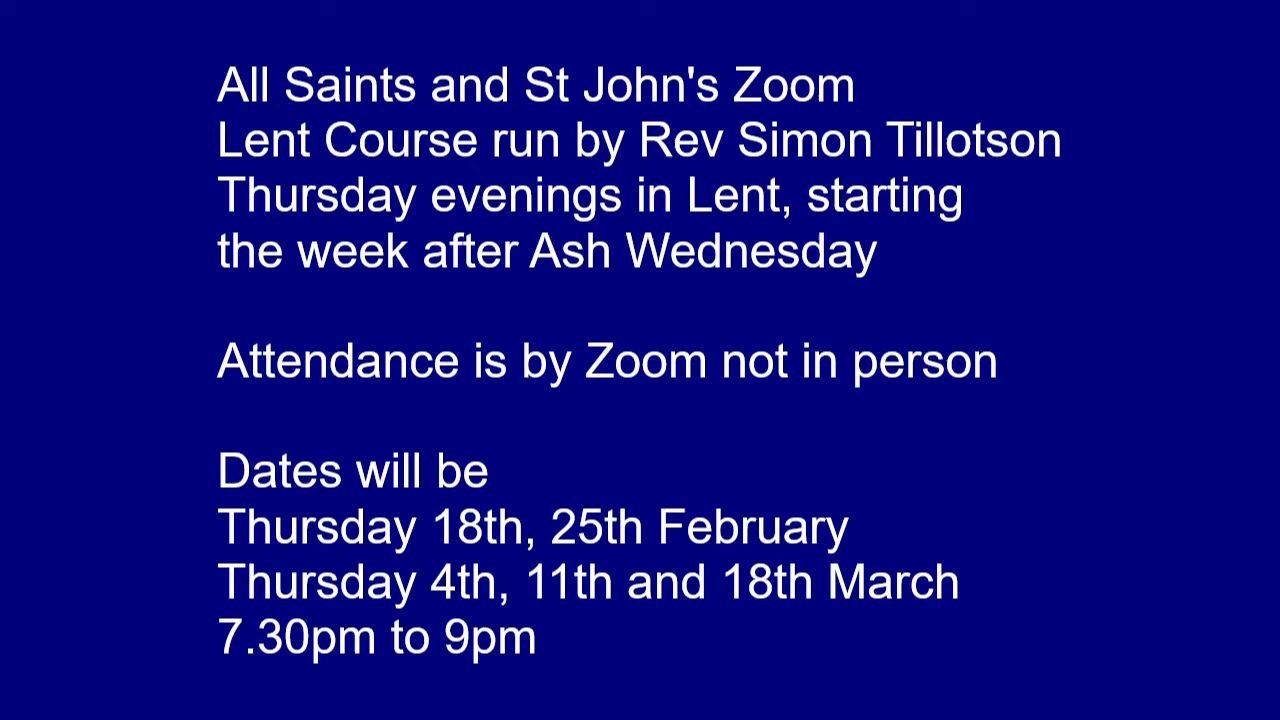 All Saints and St John's Zoom
Lent Course run by Rev Simon Tillotson
Thursday evenings in Lent, starting
the week after Ash Wednesday
Attendance is by Zoom not in person
Dates will be
Thursday 18th, 25th February
Thursday 4th, 11th and 18th March
7.30pm to 9pm